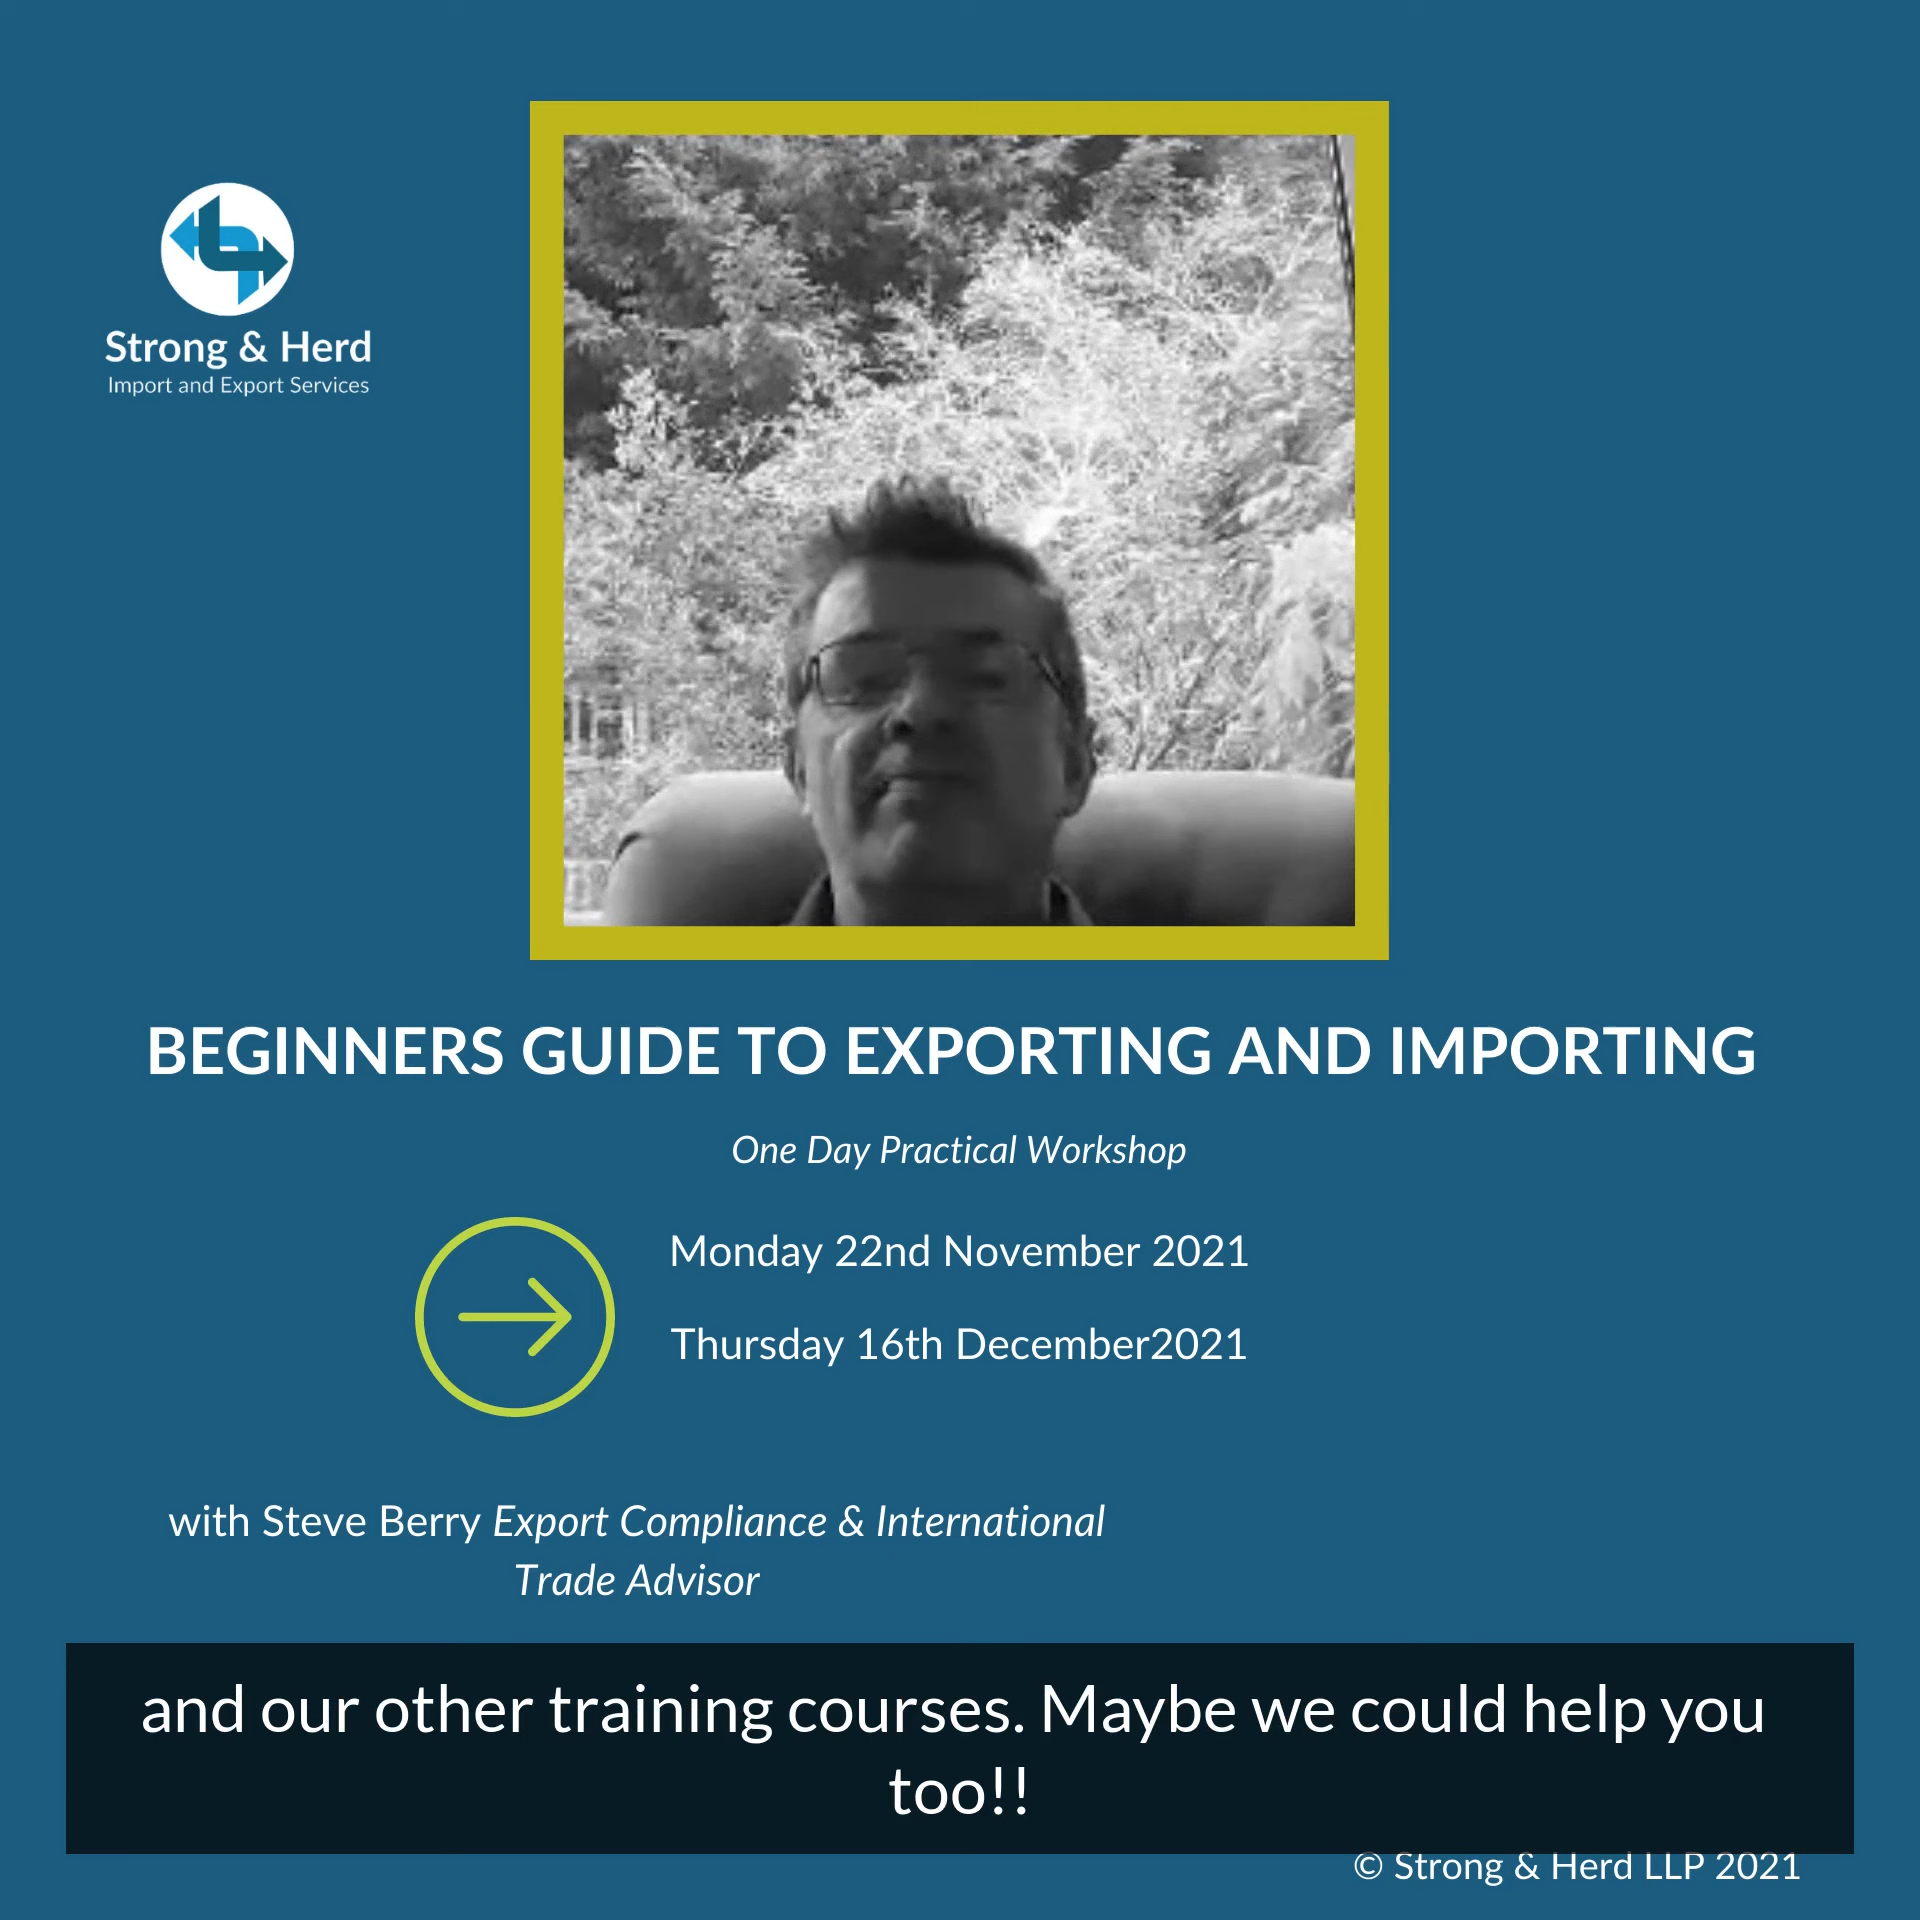 Strong & Herd
Import and Export Services
BEGINNERS GUIDE TO EXPORTING AND IMPORTING
One Day Practical Workshop
Monday 22nd November 2021
Thursday 16th December2021
with Steve Berry Export Compliance & International
Trade Advisor
and our other training courses. Maybe we could help you
too!!
© Strong & Herd LLP 2021